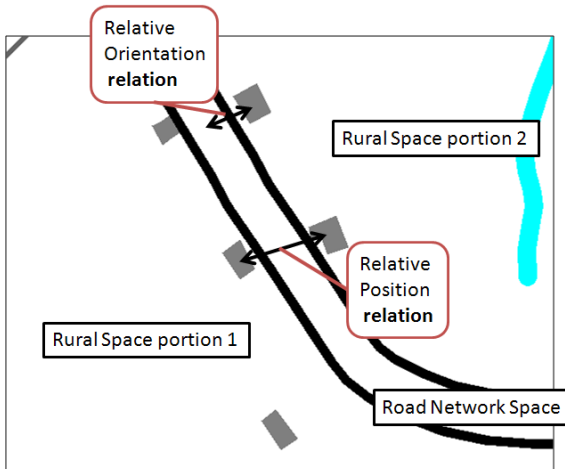 Relative
Orientation
relation
Rural Space portion 2
Relative
Position
relation
Rural Space portion 1
Road Network Space